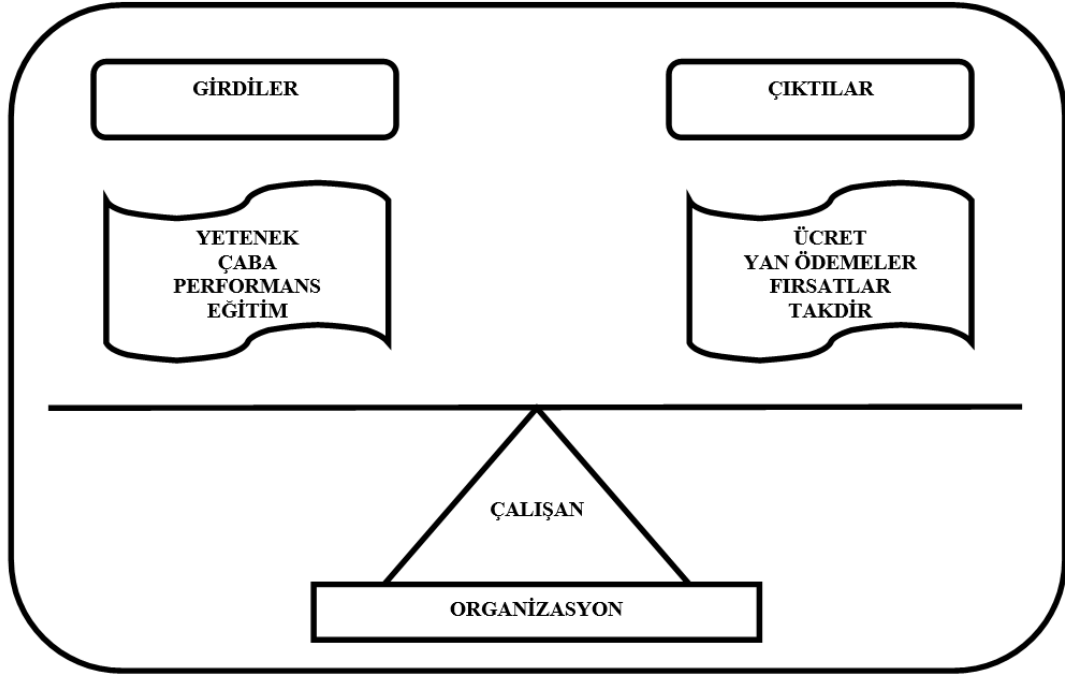 GİRDİLER
ÇIKTILAR
YETENEK
ÇABA
PERFORMANS
EĞİTİM
ÜCRET
YAN ÖDEMELER
FIRSATLAR
TAKDİR
ÇALIŞAN
ORGANİZASYON